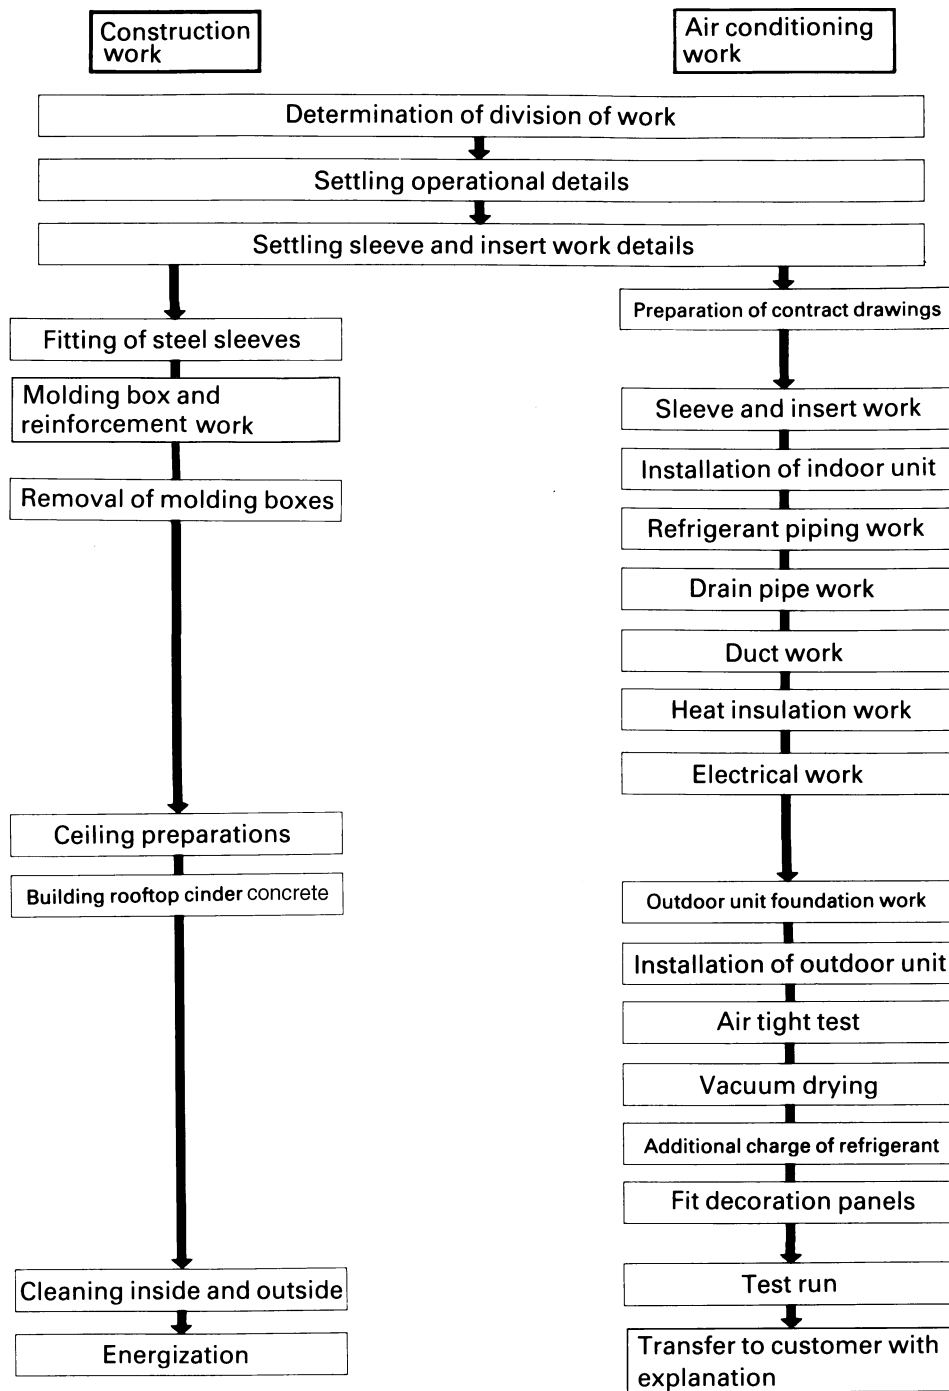 Construction
work
Air conditioning
work
Determination of division of work
Settling operational details
Settling sleeve and insert work details
Fitting of steel sleeves
Molding box and
reinforcement work
Removal of molding boxes
Ceiling preparations
Building rooftop cinder concrete
Cleaning inside and outside
Energization
Preparation of contract drawings
Sleeve and insert work
Installation of indoor unit
Refrigerant piping work
Drain pipe work
Duct work
Heat insulation work
Electrical work
Outdoor unit foundation work
Installation of outdoor unit
Air tight test
Vacuum drying
Additional charge of refrigerant
Fit decoration panels
Test run
Transfer to customer with
explanation